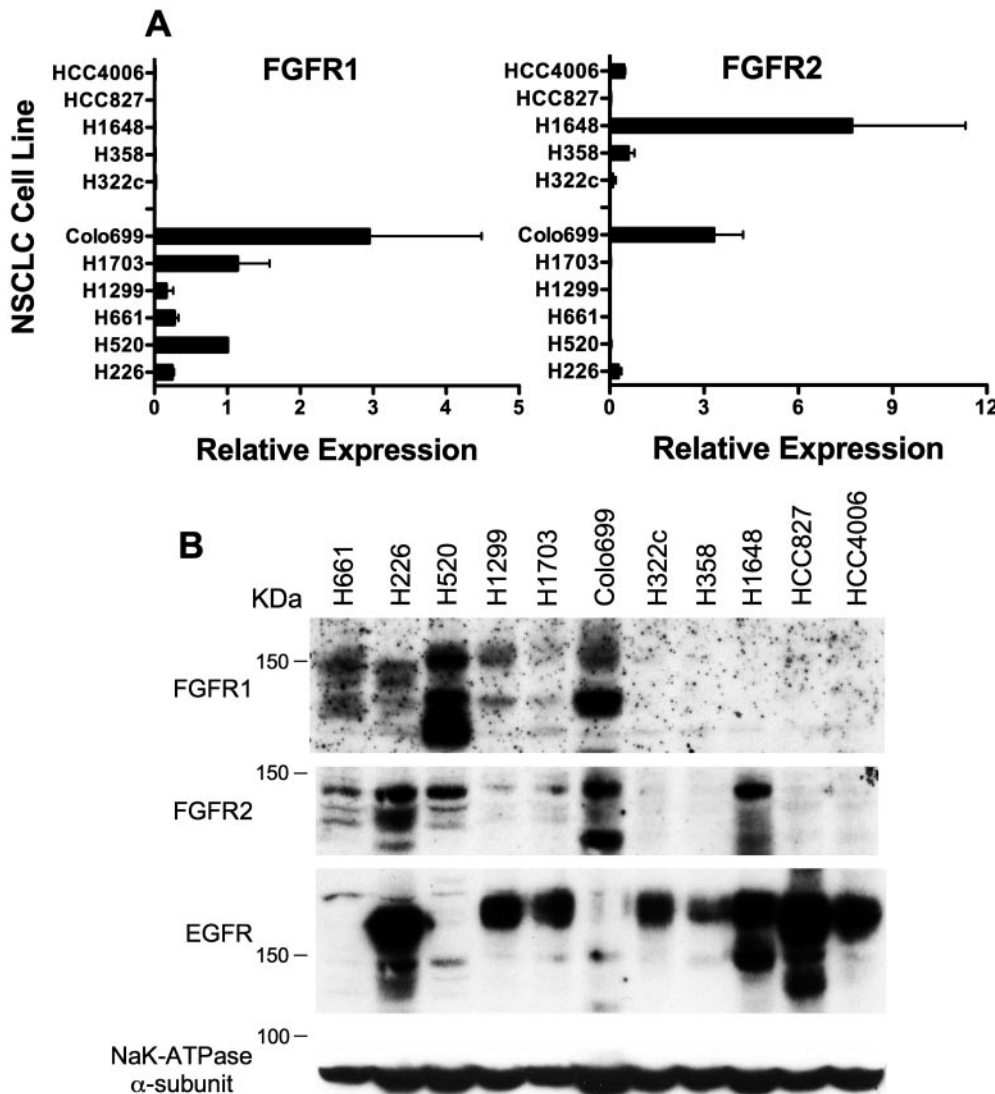 A
FGFR1
FGFR2
NSCLC Cell Line
HCC4006
HCC827
H1648
H358
H322c
Colo699
H1703
H1299
H661
H520
H226
0 1 2 3 4 5
Relative Expression
HCC4006
HCC827
H1648
H358
H322c
Colo699
H1703
H1299
H661
H520
H226
0 3 6 9 12
Relative Expression
B
KDa
H661 H226 H520 H1299 H1703 Colo699 H322c H358 H1648 HCC827 HCC4006
150
FGFR1
150
FGFR2
EGFR
150
100
NaK-ATPase
α-subunit